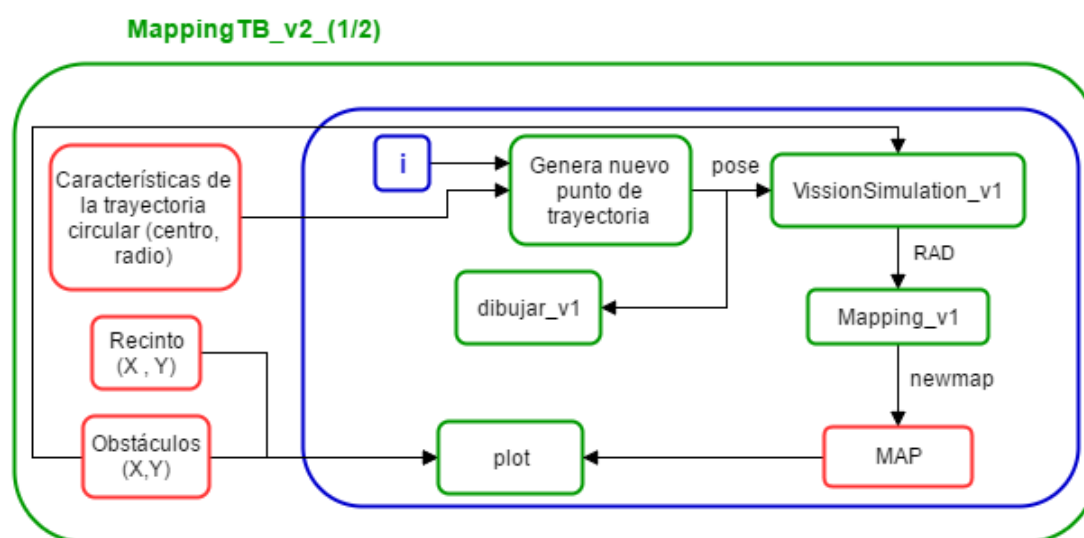 MappingTB_v2_(1/2)
Características de
la trayectoria
circular (centro,
radio)
i
Genera nuevo
punto de
trayectoria
pose
VissionSimulation_v1
RAD
dibujar_v1
Mapping_v1
Recinto
(X , Y)
newmap
Obstáculos
(X,Y)
plot
MAP